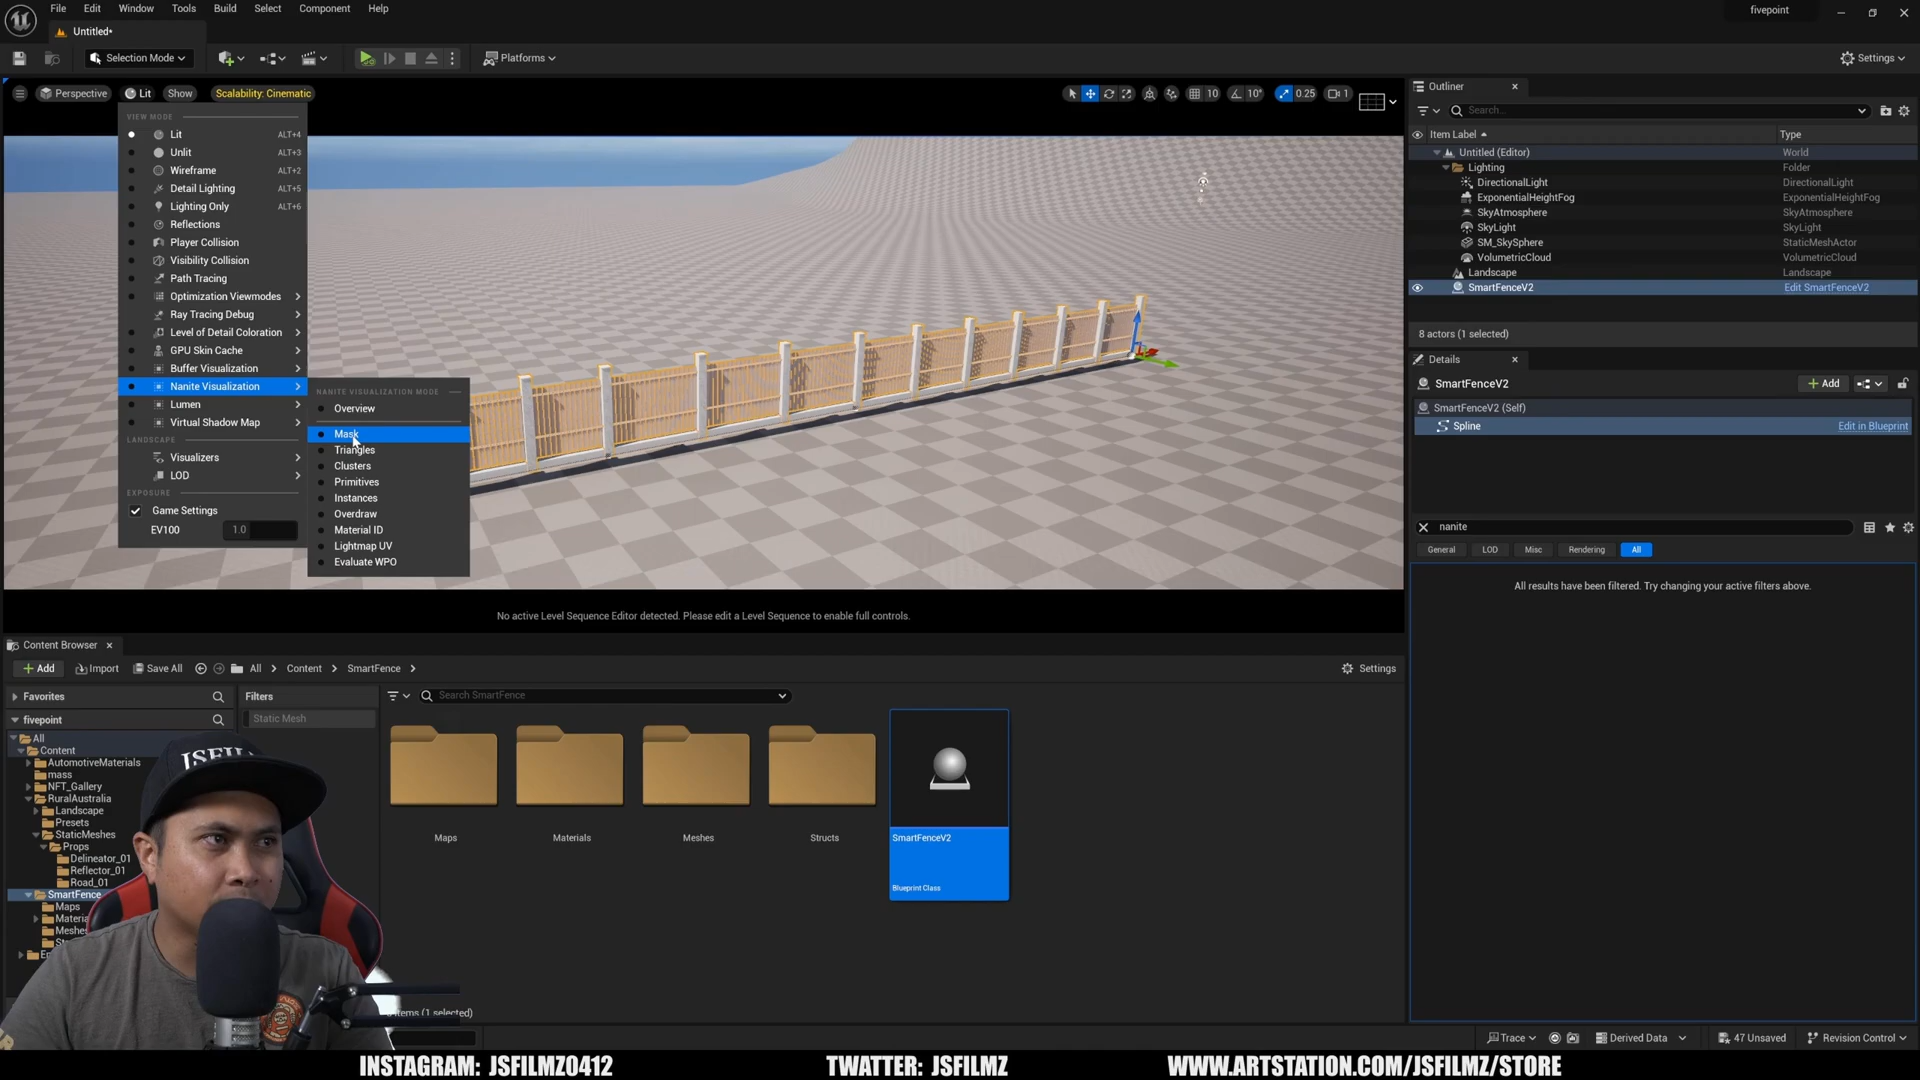 File Edit Window Tools Build Select Component Help
fivepoint
Untitled*
Selection Mode
Platforms
Settings
Perspective Lit Show Scalability: Cinematic
10 10° 0.25 1
VIEW MODE
Lit ALT+4
Unlit ALT+3
Wireframe ALT+2
Detail Lighting ALT+5
Lighting Only ALT+6
Reflections
Player Collision
Visibility Collision
Path Tracing
Optimization Viewmodes
Ray Tracing Debug
Level of Detail Coloration
GPU Skin Cache
Buffer Visualization
Nanite Visualization
Lumen
Virtual Shadow Map
LANDSCAPE
Visualizers
LOD
EXPOSURE
Game Settings
EV100 1.0
NANITE VISUALIZATION MODE
Overview
Mask
Triangles
Clusters
Primitives
Instances
Overdraw
Material ID
Lightmap UV
Evaluate WPO
No active Level Sequence Editor detected. Please edit a Level Sequence to enable full controls.
Outliner
Search...
Item Label Type
Untitled (Editor) World
Lighting Folder
DirectionalLight DirectionalLight
ExponentialHeightFog ExponentialHeightFog
SkyAtmosphere SkyAtmosphere
SkyLight SkyLight
SM_SkySphere StaticMeshActor
VolumetricCloud VolumetricCloud
Landscape Landscape
SmartFenceV2 Edit SmartFenceV2
8 actors (1 selected)
Details
SmartFenceV2
Add
SmartFenceV2 (Self)
Spline Edit in Blueprint
nanite
General LOD Misc Rendering All
All results have been filtered. Try changing your active filters above.
Content Browser
Add Import Save All All Content SmartFence
Settings
Favorites
Filters
Search SmartFence
fivepoint
Static Mesh
All
Content
AutomotiveMaterials
mass
NFT_Gallery
RuralAustralia
Landscape
Presets
StaticMeshes
Props
Delineator_01
Reflector_01
Road_01
SmartFence
Maps
Materia
Meshes
Maps
Materials
Meshes
Structs
SmartFenceV2
Blueprint Class
JSFIL
items (1 selected)
Trace
Derived Data
47 Unsaved
Revision Control
INSTAGRAM: JSFILMZ0412 TWATTER: JSFILMZ WWW.ARTSTATION.COM/JSFILMZ/STORE